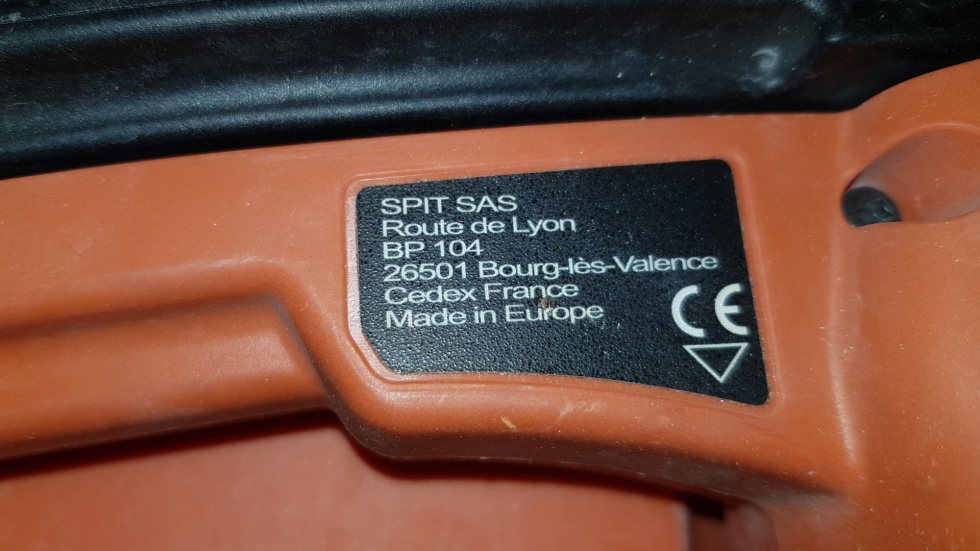 SPIT SAS
Route de Lyon
BP 104
26501 Bourg-lès-Valence
Cedex France
Made in Europe
CE